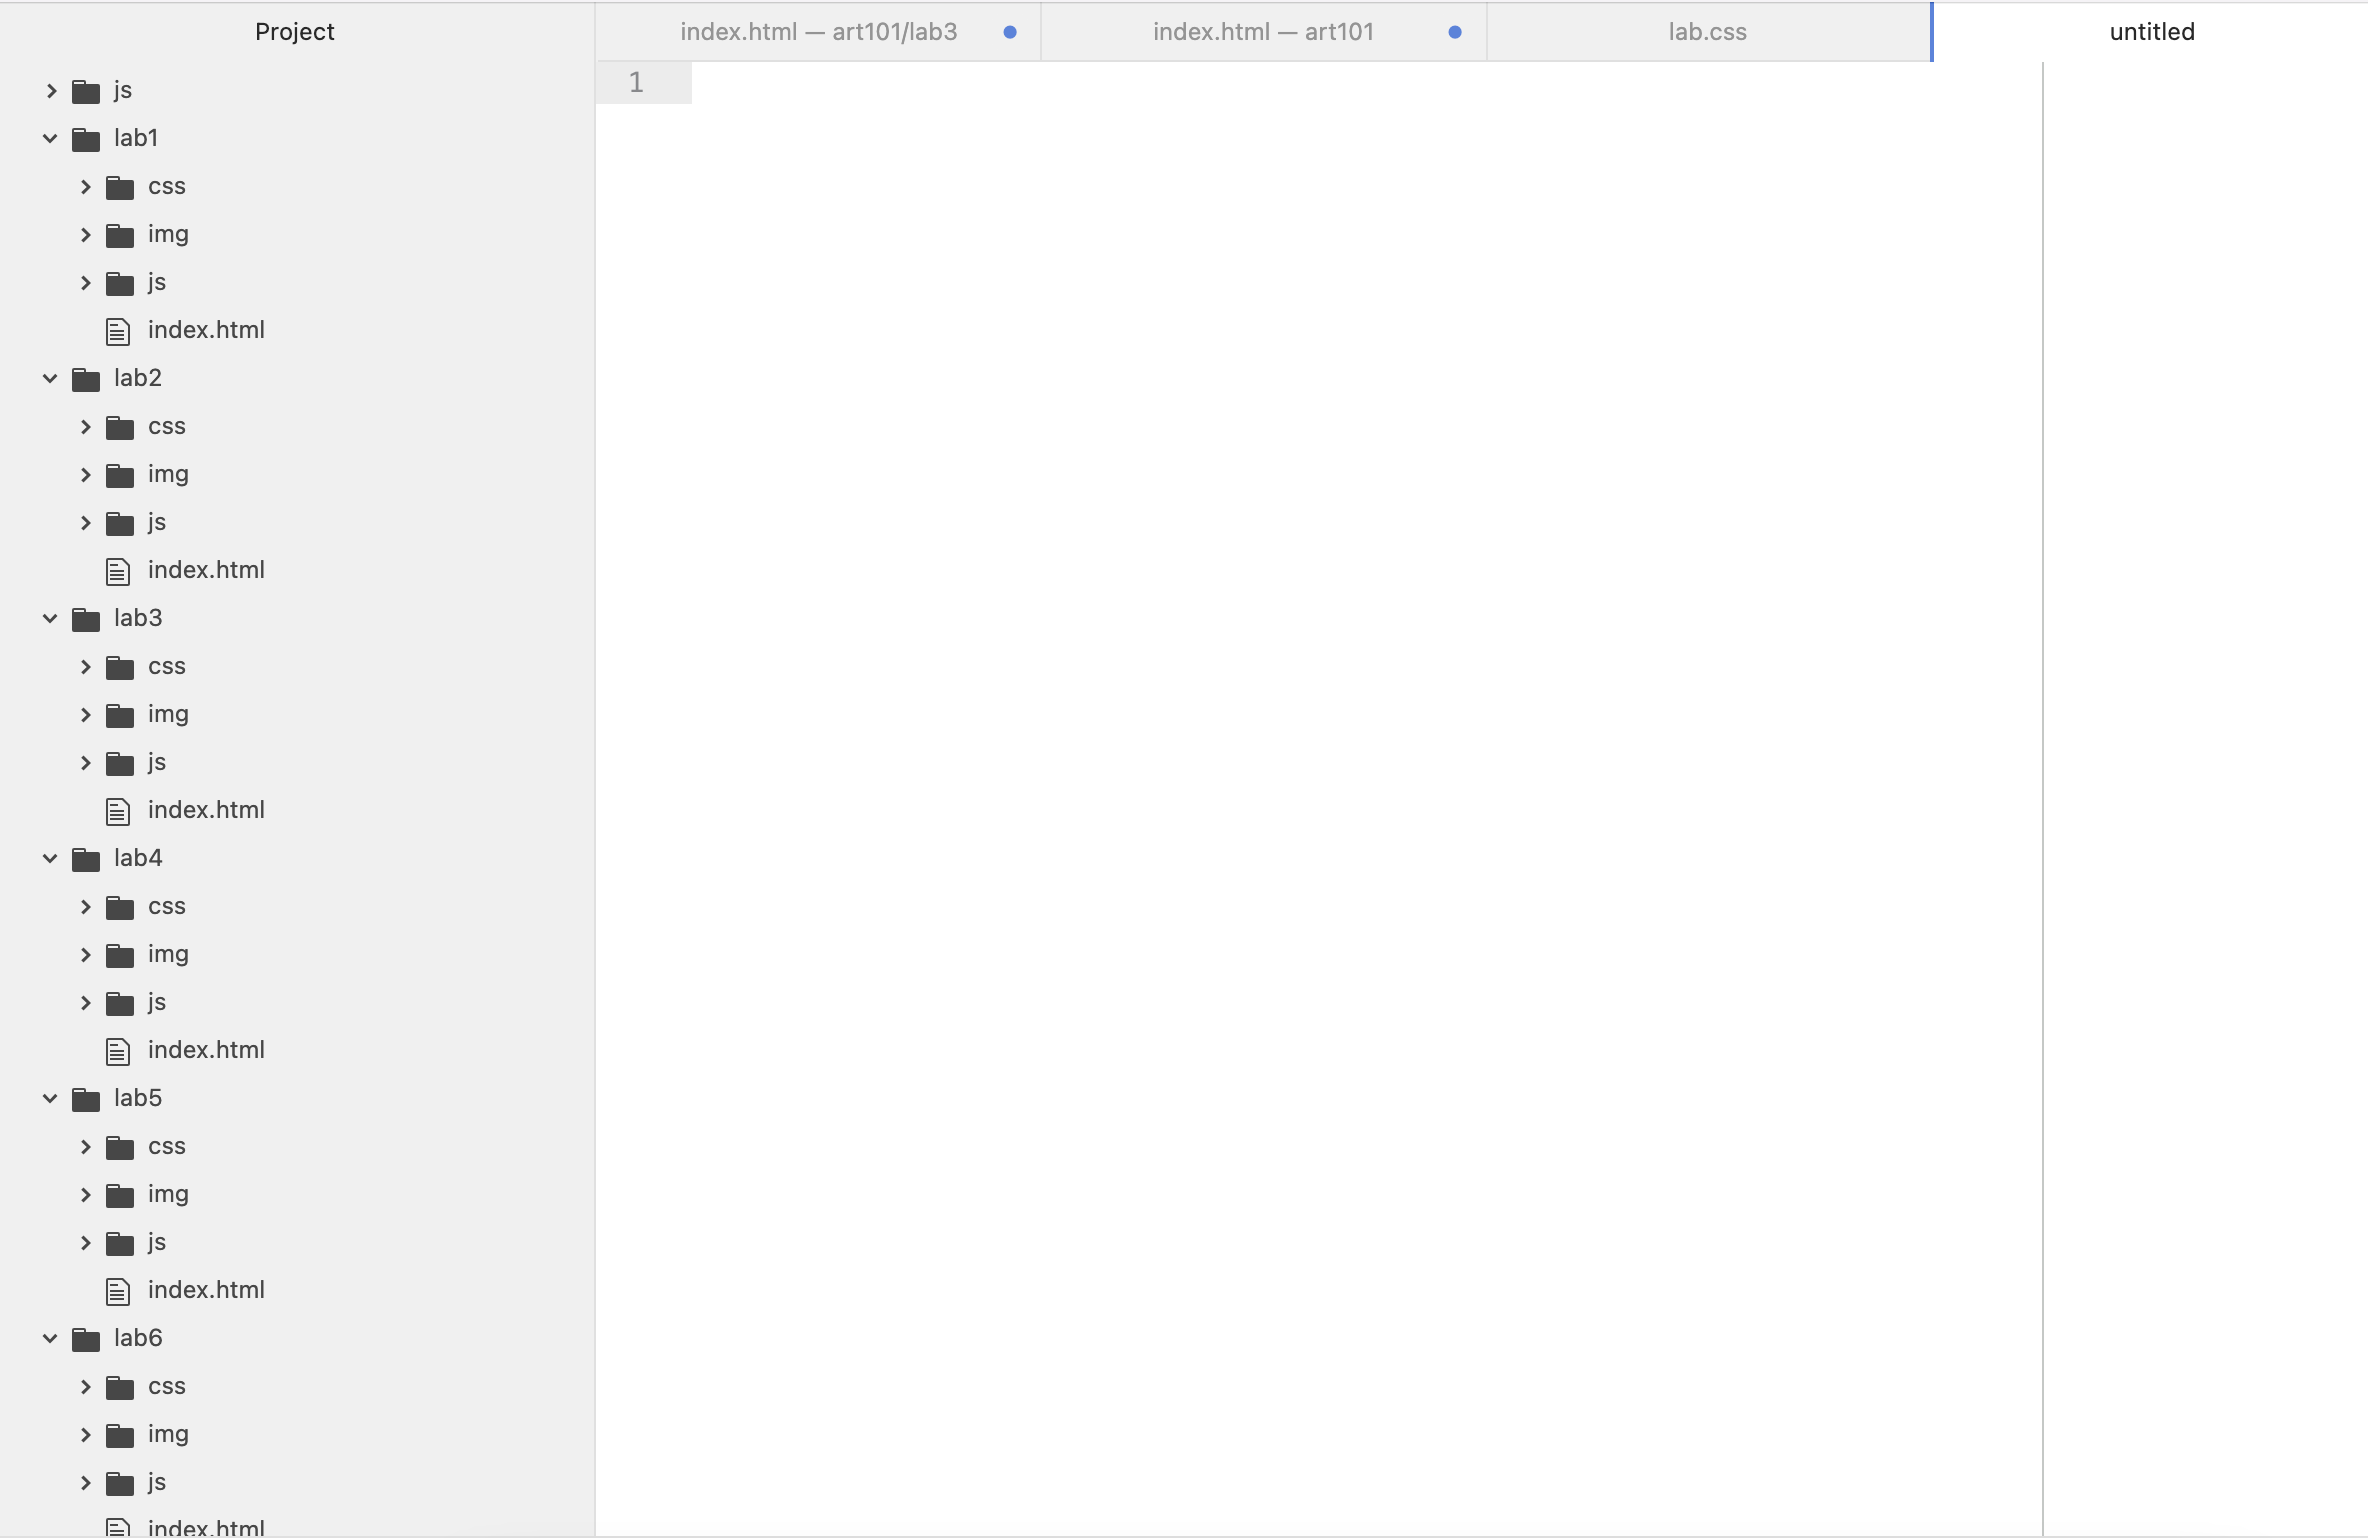 Project
js
lab1
css
img
js
index.html
lab2
css
img
js
index.html
lab3
css
img
js
index.html
lab4
css
img
js
index.html
lab5
css
img
js
index.html
lab6
css
img
js
index.html
index.html — art101/lab3
index.html — art101
lab.css
untitled
1